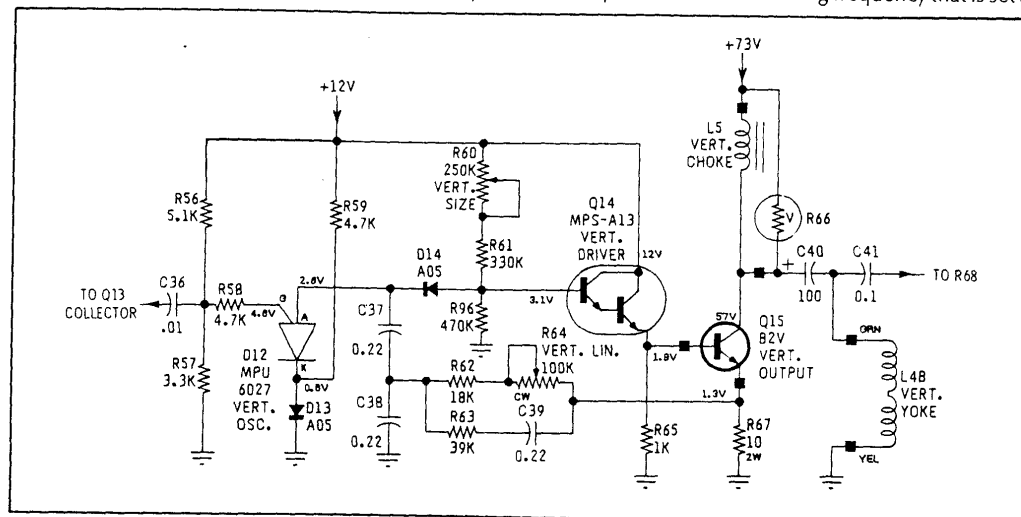 g frequency that is set
+73V
+12V
L5
VERT.
CHOKE
R60
250K
VERT.
SIZE
R56
5.1K
R59
4.7K
Q14
MPS-A13
VERT.
DRIVER
V
R66
D14
A05
R61
330K
12V
C40
C41
+
TO R68
100
0.1
TO Q13
COLLECTOR
C36
.01
R58
4.7K
G
4.6V
2.6V
A
3.1V
57V
C37
R96
470K
Q15
B2V
VERT.
OUTPUT
R64
VERT. LIN.
100K
1.9V
GRN
R57
3.3K
D12
MPU
6027
VERT.
OSC.
K
0.6V
0.22
R62
18K
CW
C39
1.3V
L4B
VERT.
YOKE
D13
A05
C38
0.22
R63
39K
0.22
R65
1K
R67
10
2W
YEL